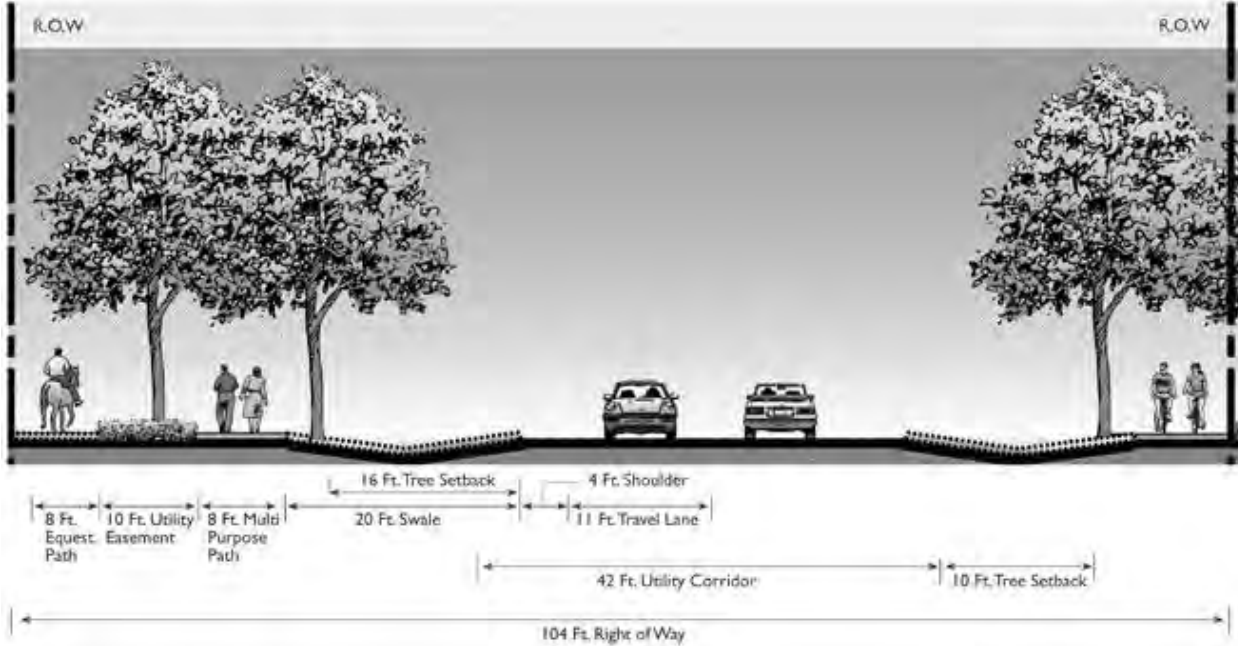 R.O.W
R.O.W
16 Ft. Tree Setback
4 Ft. Shoulder
8 Ft.
Equest.
Path
10 Ft. Utility
Easement
8 Ft. Multi
Purpose
Path
20 Ft. Swale
11 Ft. Travel Lane
42 Ft. Utility Corridor
10 Ft. Tree Setback
104 Ft. Right of Way